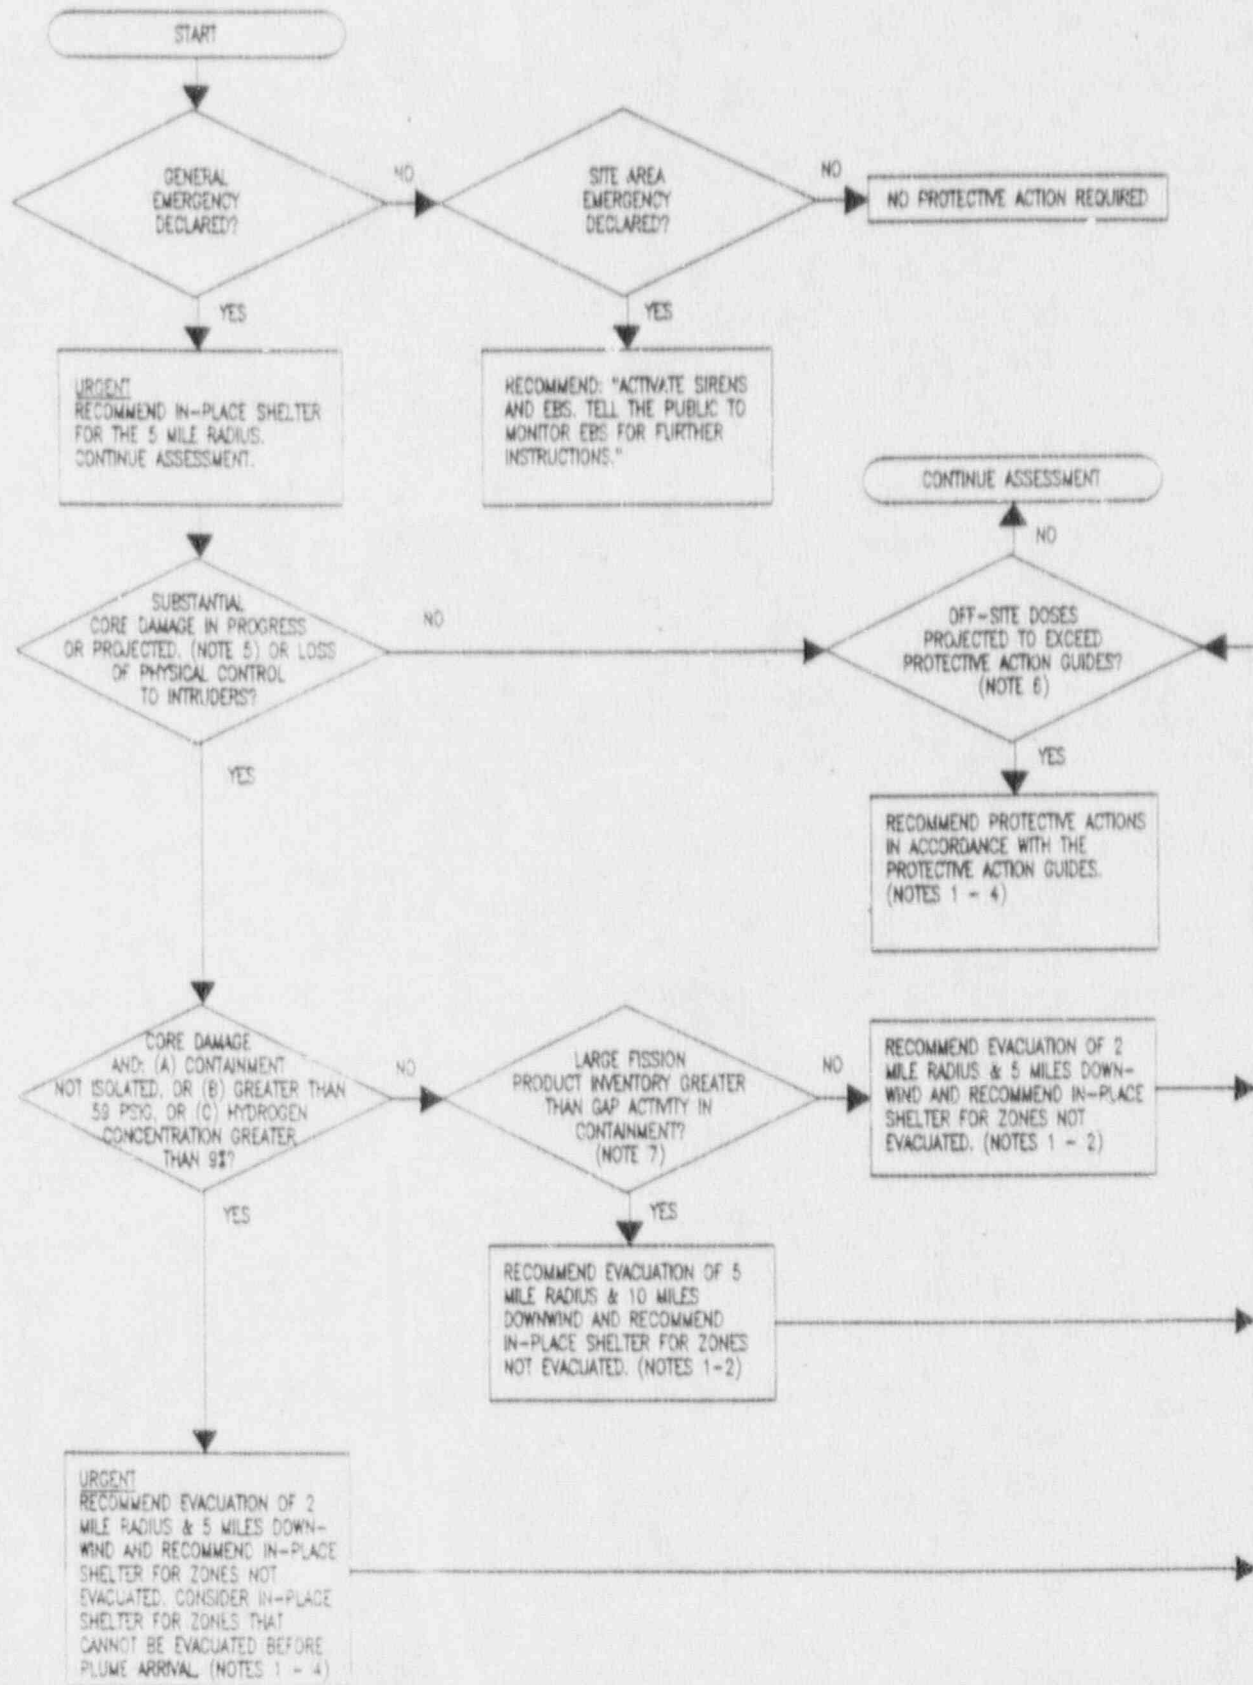 START
GENERAL
EMERGENCY
DECLARED?
NO
SITE AREA
EMERGENCY
DECLARED?
NO
NO PROTECTIVE ACTION REQUIRED
YES
YES
URGENT
RECOMMEND IN-PLACE SHELTER
FOR THE 5 MILE RADIUS.
CONTINUE ASSESSMENT.
RECOMMEND: "ACTIVATE SIRENS
AND EBS. TELL THE PUBLIC TO
MONITOR EBS FOR FURTHER
INSTRUCTIONS."
CONTINUE ASSESSMENT
NO
SUBSTANTIAL
CORE DAMAGE IN PROGRESS
OR PROJECTED. (NOTE 5) OR LOSS
OF PHYSICAL CONTROL
TO INTRUDERS?
NO
OFF-SITE DOSES
PROJECTED TO EXCEED
PROTECTIVE ACTION GUIDES?
(NOTE 6)
YES
YES
RECOMMEND PROTECTIVE ACTIONS
IN ACCORDANCE WITH THE
PROTECTIVE ACTION GUIDES.
(NOTES 1 - 4)
CORE DAMAGE
AND: (A) CONTAINMENT
NOT ISOLATED, OR (B) GREATER THAN
59 PSIG, OR (C) HYDROGEN
CONCENTRATION GREATER
THAN 9%?
NO
LARGE FISSION
PRODUCT INVENTORY GREATER
THAN GAP ACTIVITY IN
CONTAINMENT?
(NOTE 7)
NO
RECOMMEND EVACUATION OF 2
MILE RADIUS & 5 MILES DOWN-
WIND AND RECOMMEND IN-PLACE
SHELTER FOR ZONES NOT
EVACUATED. (NOTES 1 - 2)
YES
YES
RECOMMEND EVACUATION OF 5
MILE RADIUS & 10 MILES
DOWNWIND AND RECOMMEND
IN-PLACE SHELTER FOR ZONES
NOT EVACUATED. (NOTES 1-2)
URGENT
RECOMMEND EVACUATION OF 2
MILE RADIUS & 5 MILES DOWN-
WIND AND RECOMMEND IN-PLACE
SHELTER FOR ZONES NOT
EVACUATED. CONSIDER IN-PLACE
SHELTER FOR ZONES THAT
CANNOT BE EVACUATED BEFORE
PLUME ARRIVAL. (NOTES 1 - 4)